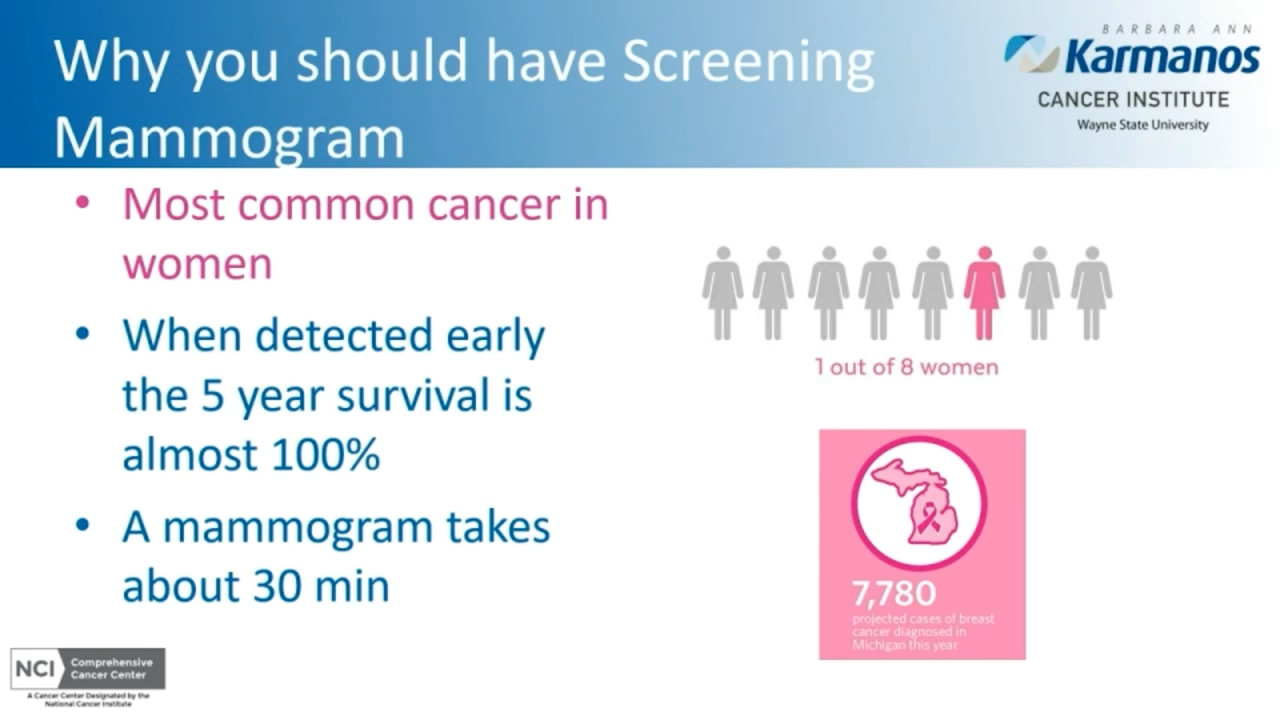 Why you should have Screening
Mammogram
BARBARA ANN
Karmanos
CANCER INSTITUTE
Wayne State University
• Most common cancer in
women
• When detected early
the 5 year survival is
almost 100%
• A mammogram takes
about 30 min
1 out of 8 women
7,780
projected cases of breast
cancer diagnosed in
Michigan this year
NCI
Comprehensive
Cancer Center
A Cancer Center Designated by the
National Cancer Institute